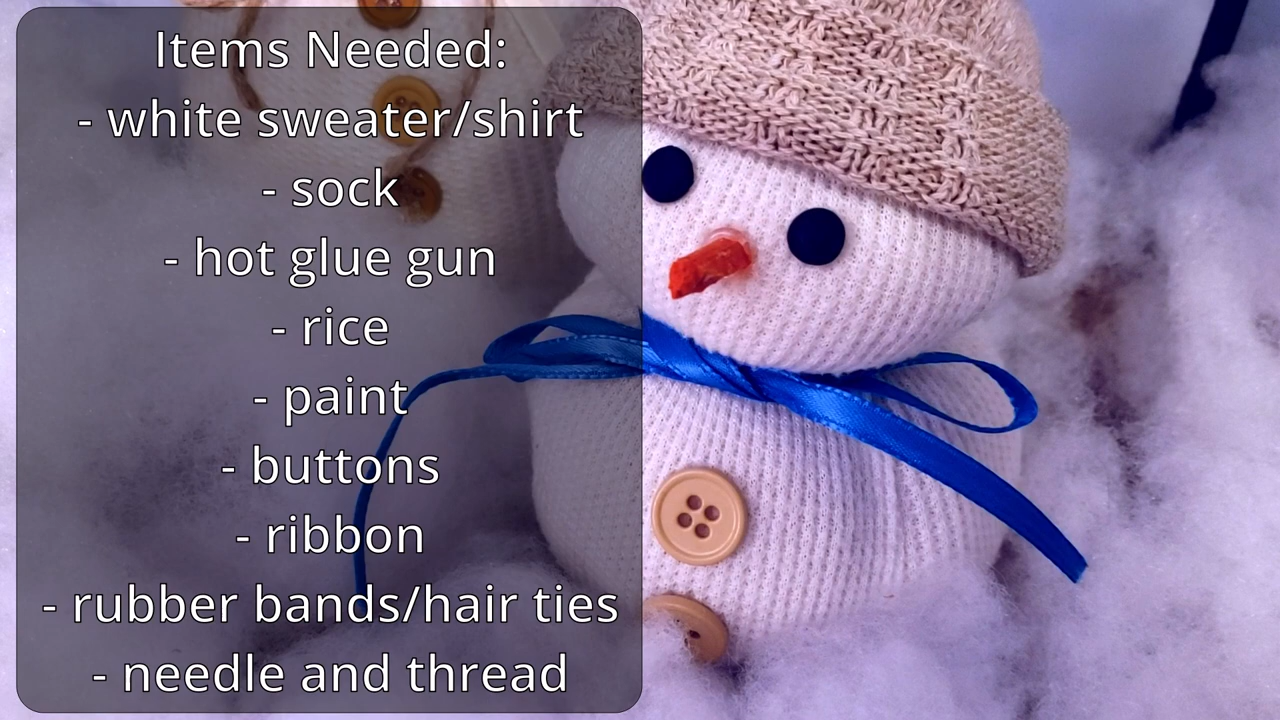 Items Needed:
- white sweater/shirt
- sock
- hot glue gun
- rice
- paint
- buttons
- ribbon
- rubber bands/hair ties
- needle and thread